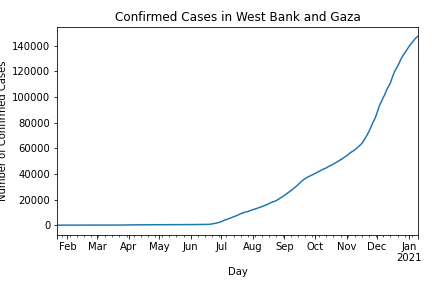 Confirmed Cases in West Bank and Gaza
Number of Confirmed Cases
140000
120000
100000
80000
60000
40000
20000
0
Feb Mar Apr May Jun Jul Aug Sep Oct Nov Dec Jan
2021
Day